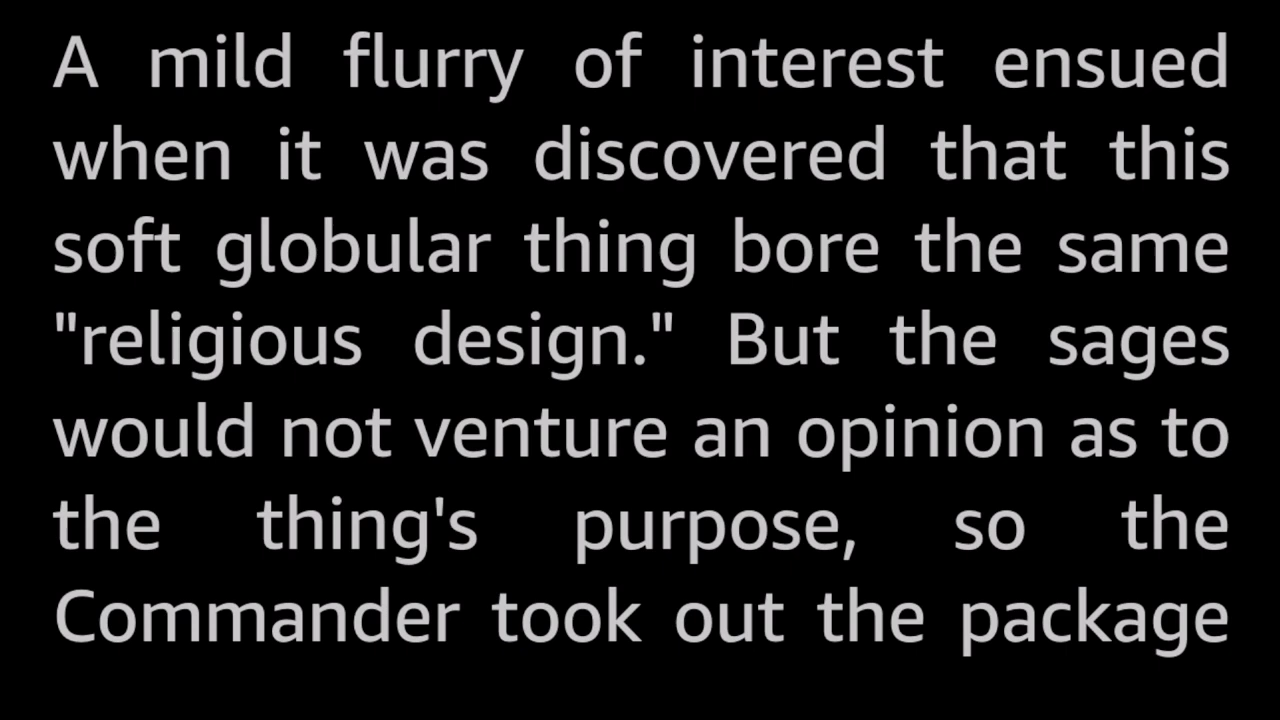 A mild flurry of interest ensued
when it was discovered that this
soft globular thing bore the same
"religious design." But the sages
would not venture an opinion as to
the thing's purpose, so the
Commander took out the package